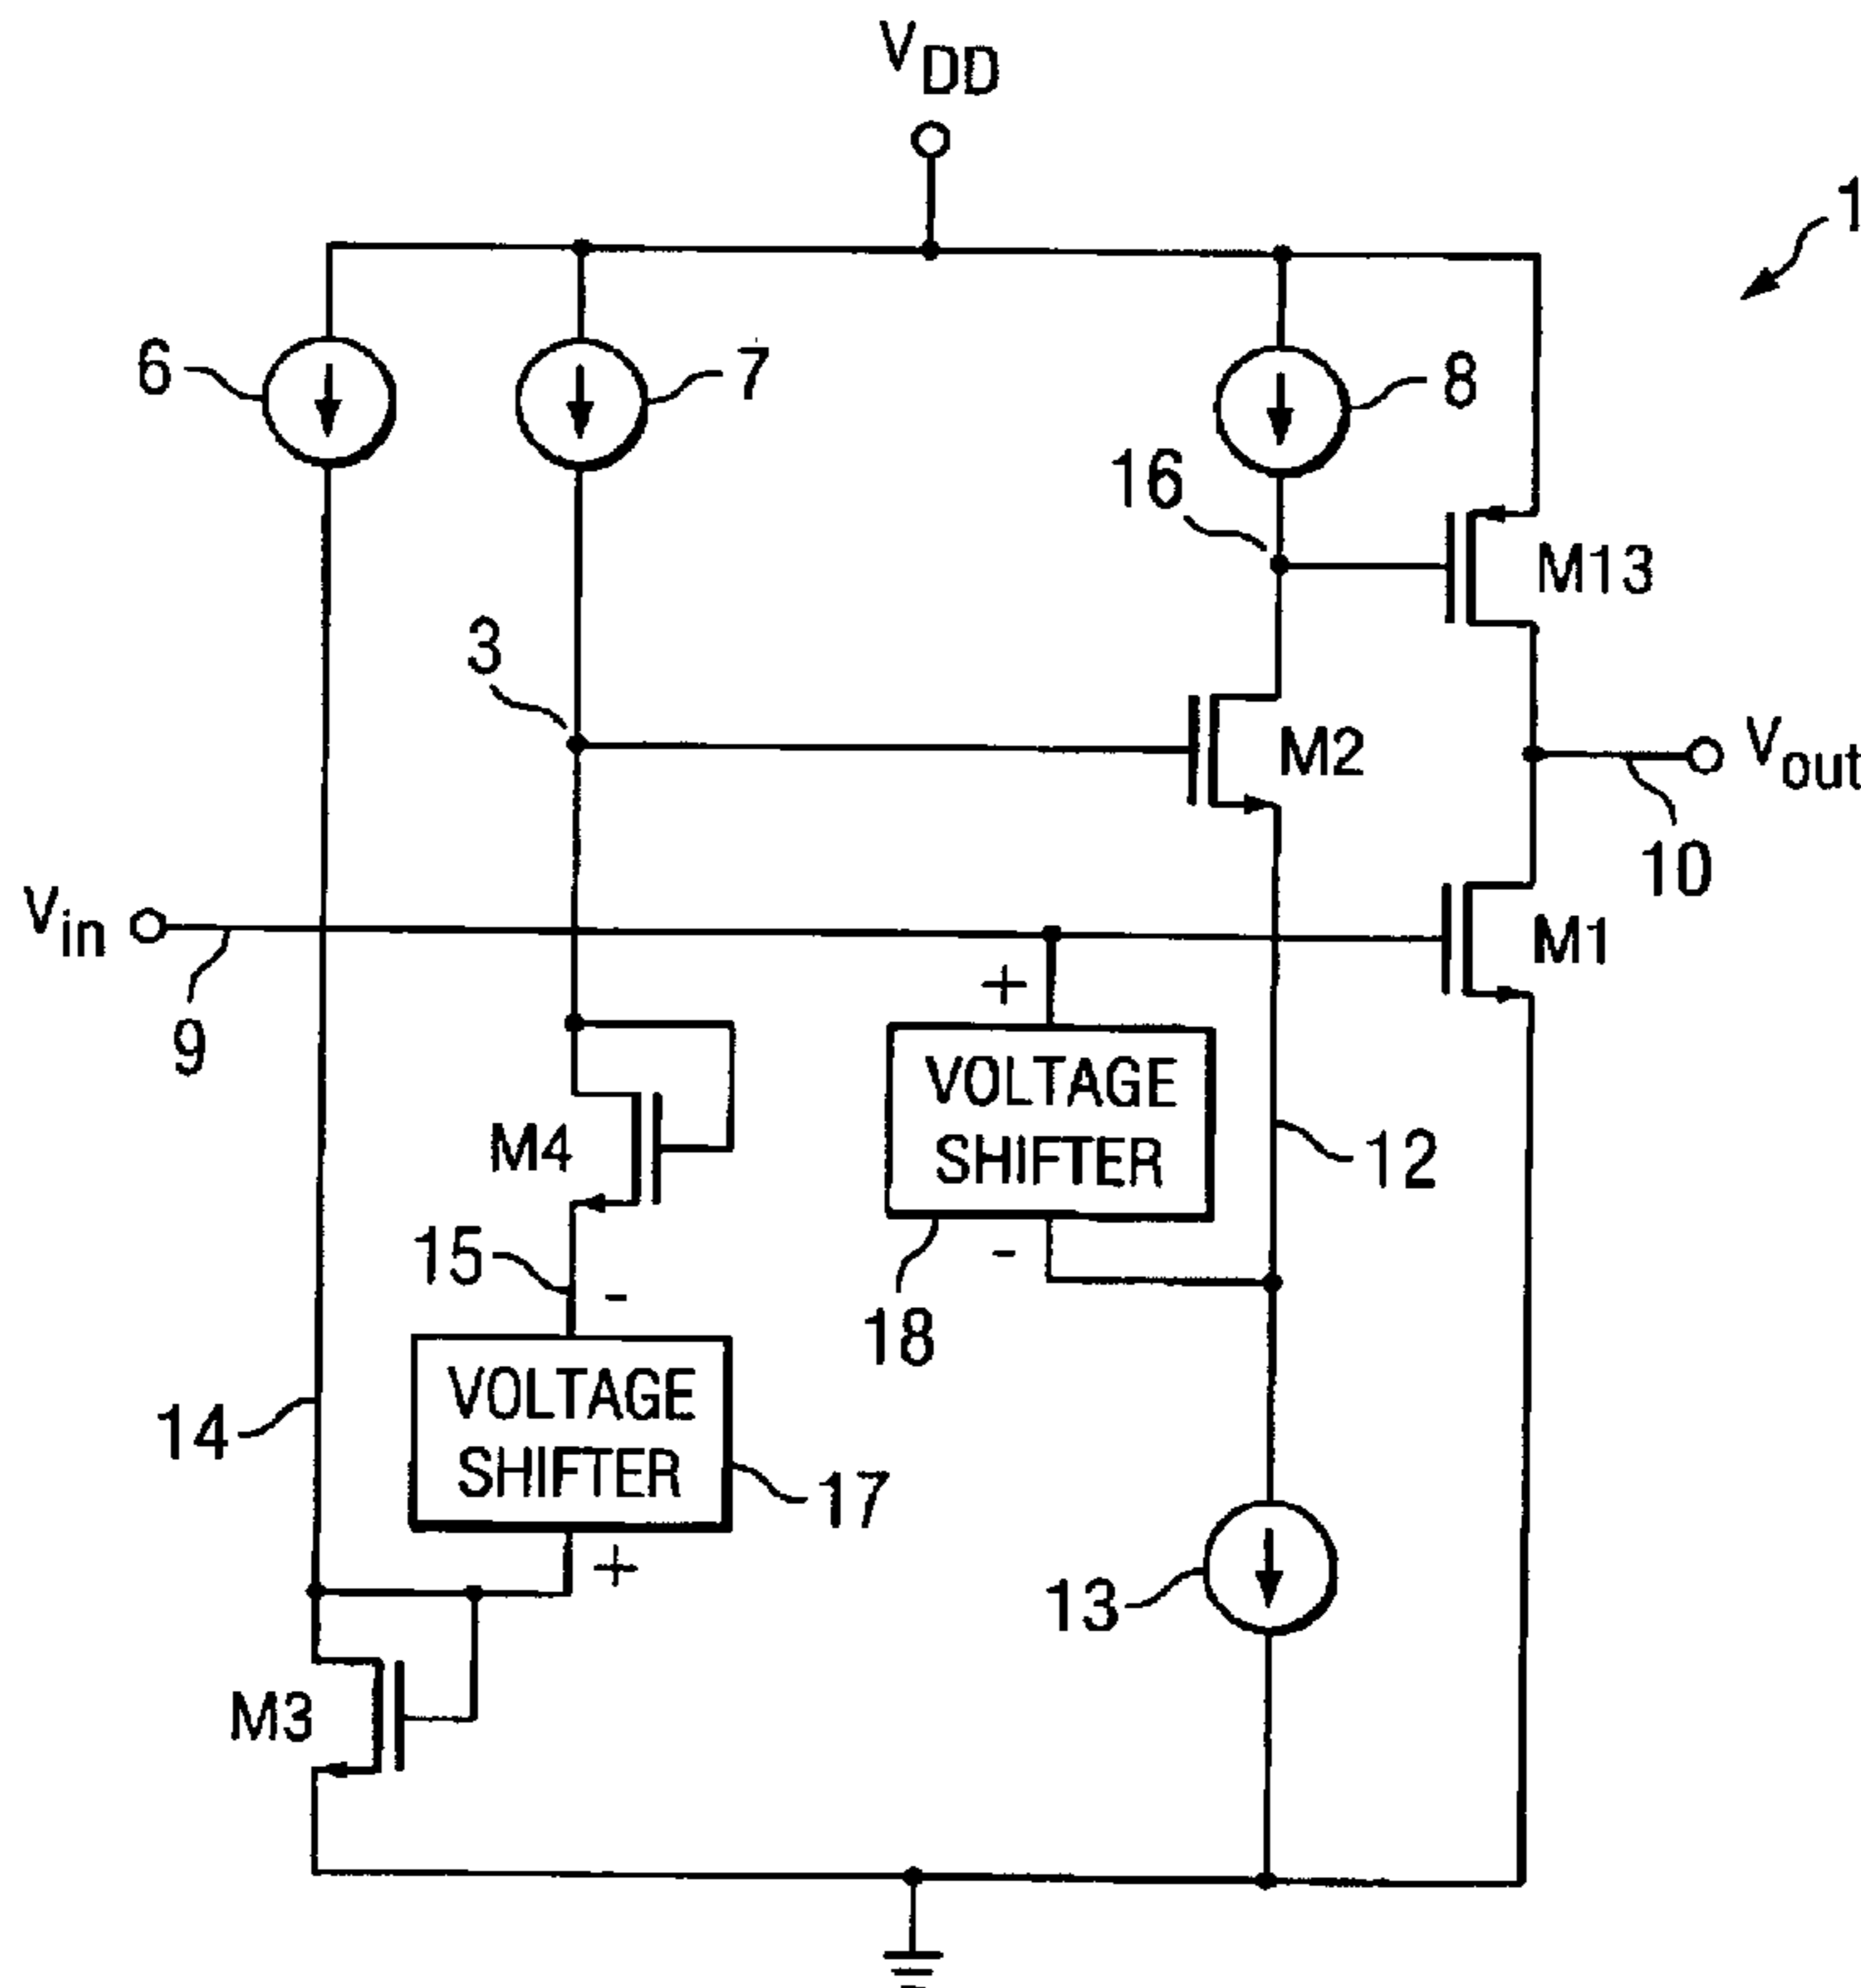 VDD
1
6
7
8
16
M13
3
M2
Vout
10
Vin
M1
9
+
VOLTAGE
SHIFTER
M4
12
15
-
-
18
VOLTAGE
SHIFTER
14
17
+
13
M3